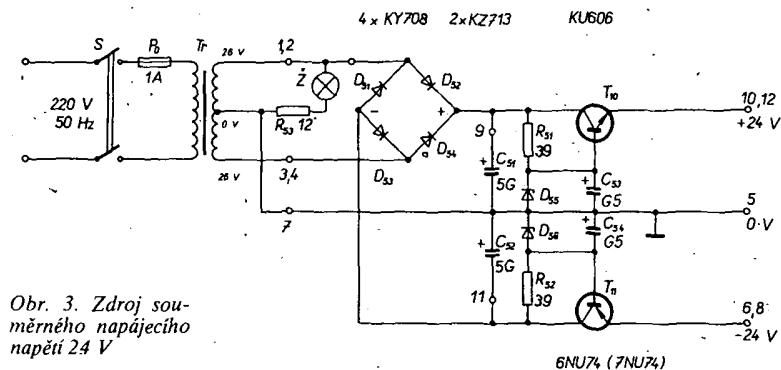 4 x KY708 2xKZ713 KU606
S P₀ Tr 26 V 1,2
1A
Ż D₅₁ D₅₂
T₁₀
10,12
+24 V
220 V
50 Hz
0 V
R₅₃ 12
- +
9
R₅₁
39
+ C₅₁
5G
+ C₅₃
G5
D₅₃ D₅₄
26 V 3,4
D₅₅
7
5
0 V
D₅₆
+ C₅₂
5G
+ C₅₄
G5
11
R₅₂
39
T₁₁
6,8
-24 V
6NU74 (7NU74)
Obr. 3. Zdroj sou-
měrného napájecího
napětí 24 V